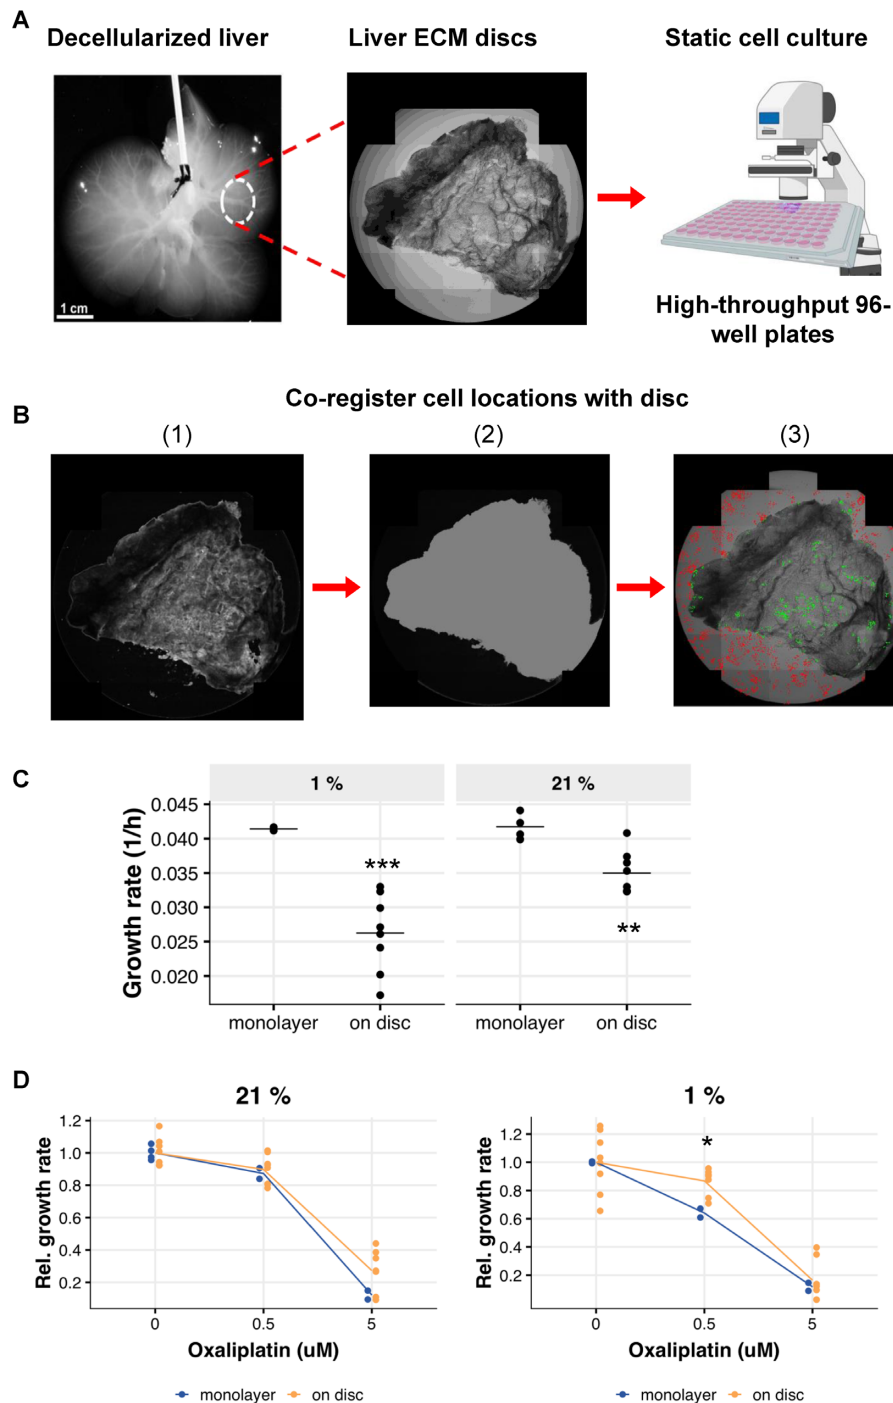 A
Decellularized liver
Liver ECM discs
Static cell culture
1 cm
High-throughput 96-
well plates
B
Co-register cell locations with disc
(1)
(2)
(3)
C
1 %
21 %
Growth rate (1/h)
0.045
0.040
0.035
0.030
0.025
0.020
***
**
monolayer
on disc
monolayer
on disc
D
21 %
Rel. growth rate
1.2
1.0
0.8
0.6
0.4
0.2
0
0.5
5
Oxaliplatin (uM)
monolayer
on disc
1 %
Rel. growth rate
1.2
1.0
0.8
0.6
0.4
0.2
*
0
0.5
5
Oxaliplatin (uM)
monolayer
on disc